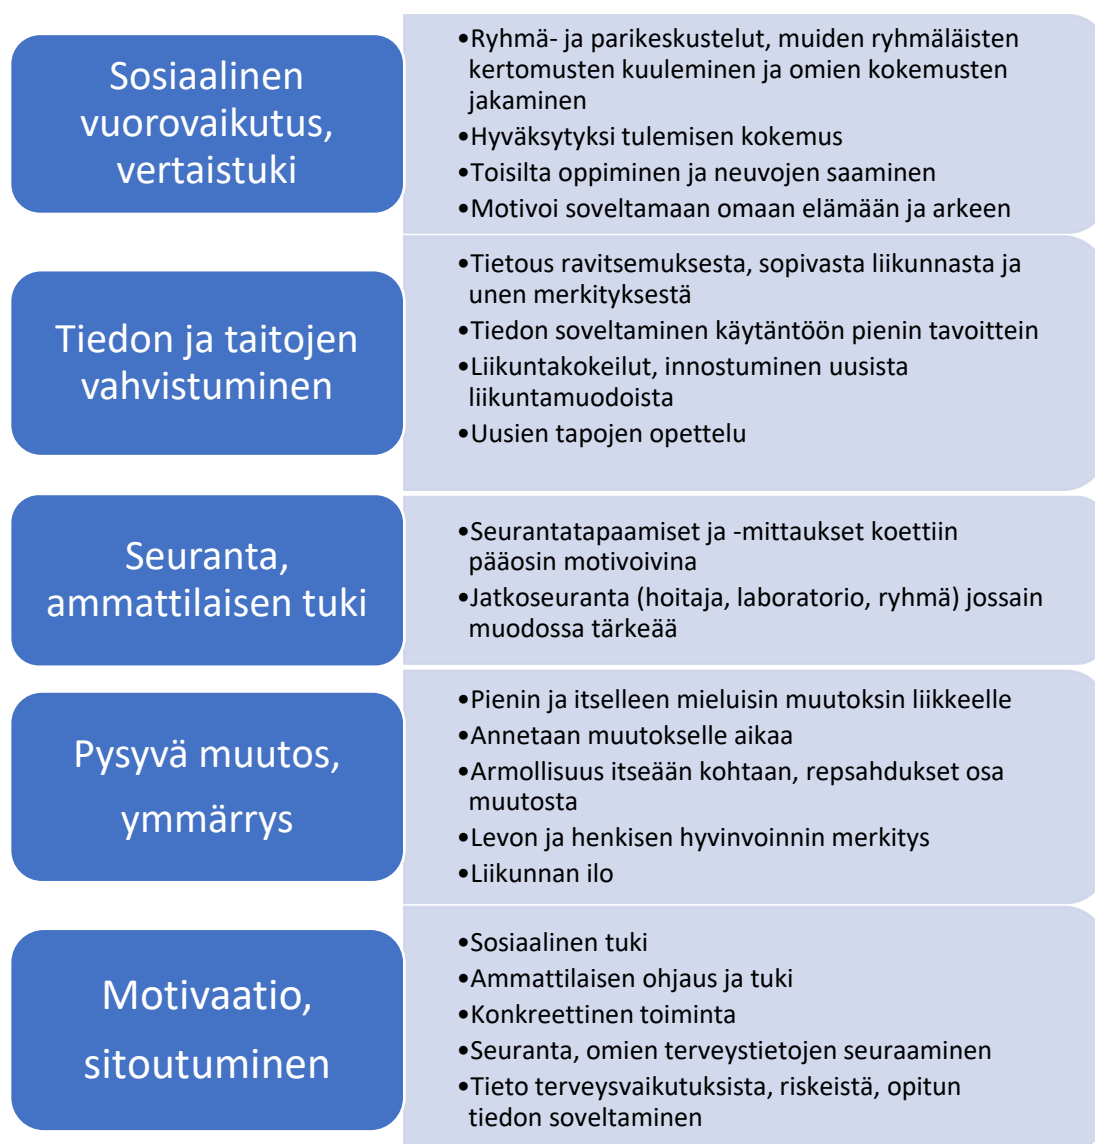 Sosiaalinen
vuorovaikutus,
vertaistuki
•Ryhmä- ja parikeskustelut, muiden ryhmäläisten
kertomusten kuuleminen ja omien kokemusten
jakaminen
•Hyväksytyksi tulemisen kokemus
•Toisilta oppiminen ja neuvojen saaminen
•Motivoi soveltamaan omaan elämään ja arkeen
Tiedon ja taitojen
vahvistuminen
•Tietous ravitsemuksesta, sopivasta liikunnasta ja
unen merkityksestä
•Tiedon soveltaminen käytäntöön pienin tavoittein
•Liikuntakokeilut, innostuminen uusista
liikuntamuodoista
•Uusien tapojen opettelu
Seuranta,
ammattilaisen tuki
•Seurantatapaamiset ja -mittaukset koettiin
pääosin motivoivina
•Jatkoseuranta (hoitaja, laboratorio, ryhmä) jossain
muodossa tärkeää
Pysyvä muutos,
ymmärrys
•Pienin ja itselleen mieluisin muutoksin liikkeelle
•Annetaan muutokselle aikaa
•Armollisuus itseään kohtaan, repsahdukset osa
muutosta
•Levon ja henkisen hyvinvoinnin merkitys
•Liikunnan ilo
Motivaatio,
sitoutuminen
•Sosiaalinen tuki
•Ammattilaisen ohjaus ja tuki
•Konkreettinen toiminta
•Seuranta, omien terveystietojen seuraaminen
•Tieto terveysvaikutuksista, riskeistä, opitun
tiedon soveltaminen